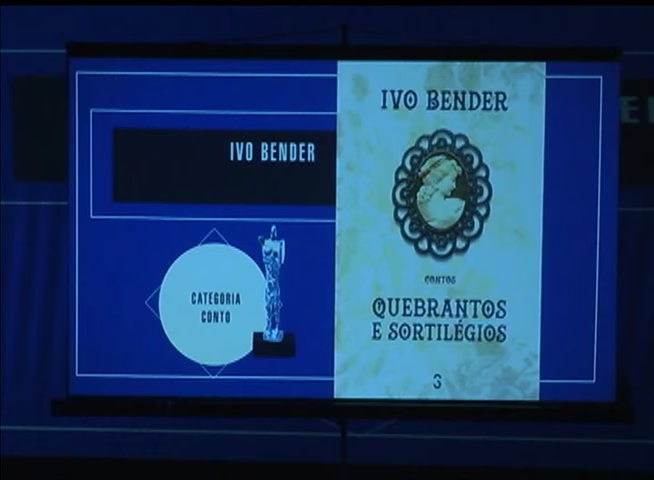 IVO BENDER
CATEGORIA
CONTO
IVO BENDER
CONTOS
QUEBRANTOS
E SORTILÉGIOS
3